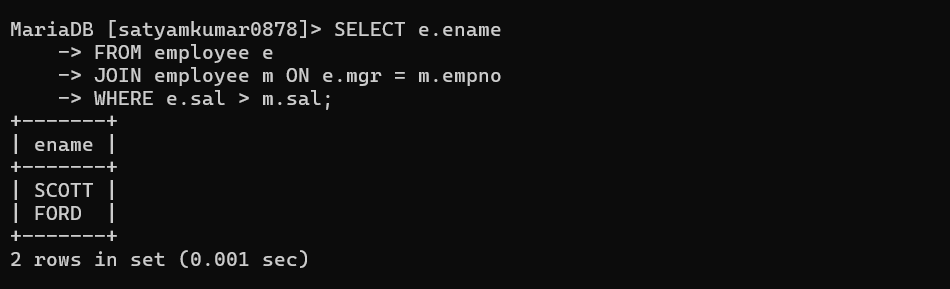 MariaDB [satyamkumar0878]> SELECT e.ename
    -> FROM employee e
    -> JOIN employee m ON e.mgr = m.empno
    -> WHERE e.sal > m.sal;
+-------+
| ename |
+-------+
| SCOTT |
| FORD  |
+-------+
2 rows in set (0.001 sec)